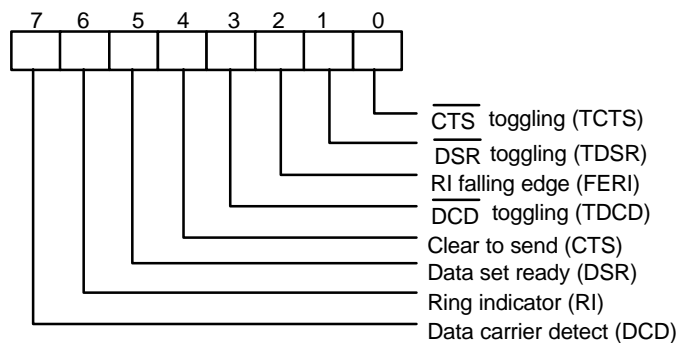 7 6 5 4 3 2 1 0
CTS toggling (TCTS)
DSR toggling (TDSR)
RI falling edge (FERI)
DCD toggling (TDCD)
Clear to send (CTS)
Data set ready (DSR)
Ring indicator (RI)
Data carrier detect (DCD)